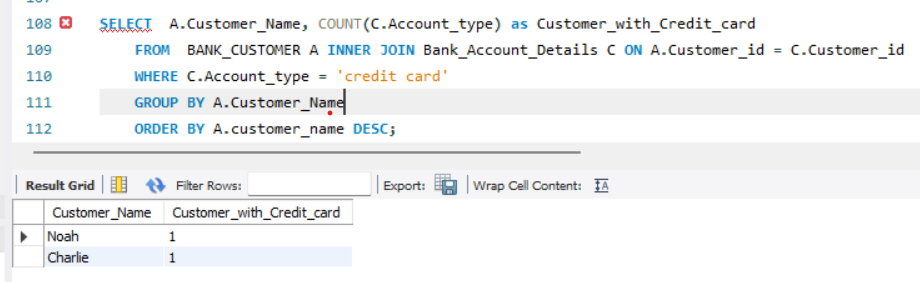 108 SELECT A.Customer_Name, COUNT(C.Account_type) as Customer_with_Credit_card
109 FROM BANK_CUSTOMER A INNER JOIN Bank_Account_Details C ON A.Customer_id = C.Customer_id
110 WHERE C.Account_type = 'credit card'
111 GROUP BY A.Customer_Name
112 ORDER BY A.customer_name DESC;
Result Grid Filter Rows: Export: Wrap Cell Content:
Customer_Name Customer_with_Credit_card
Noah 1
Charlie 1